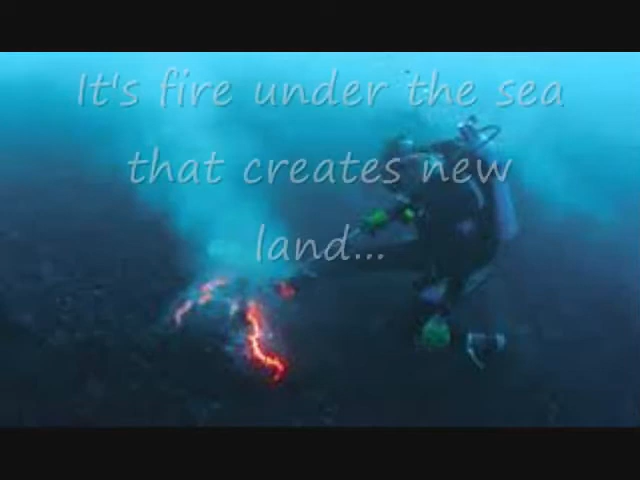 It's fire under the sea
that creates new
land...